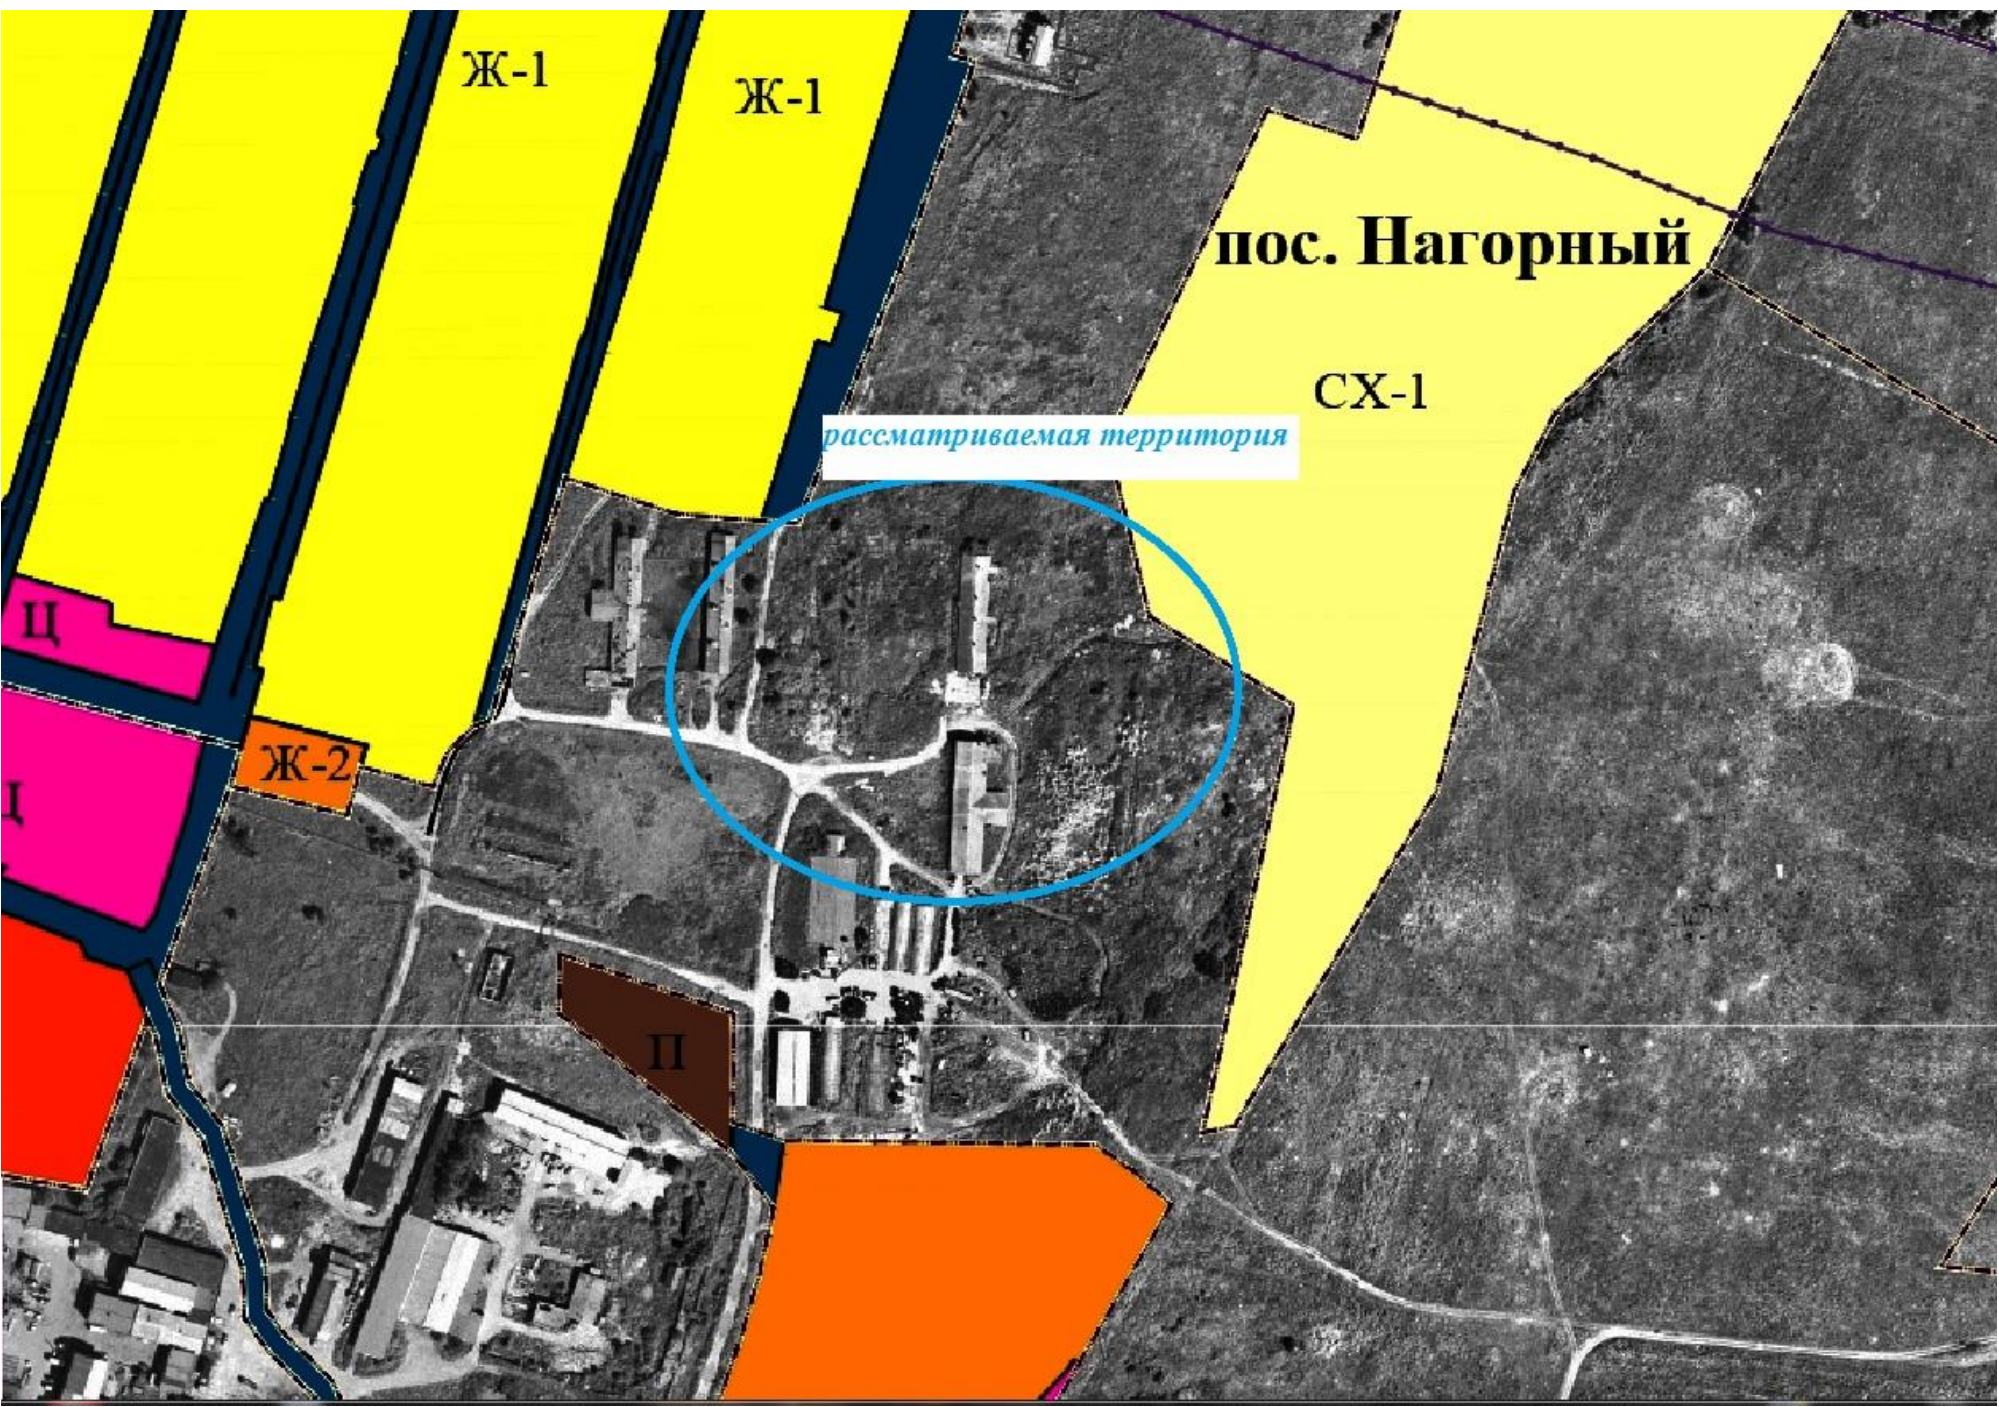 Ж-1
Ж-1
пос. Нагорный
СХ-1
рассматриваемая территория
Ц
Ж-2
Ц
П